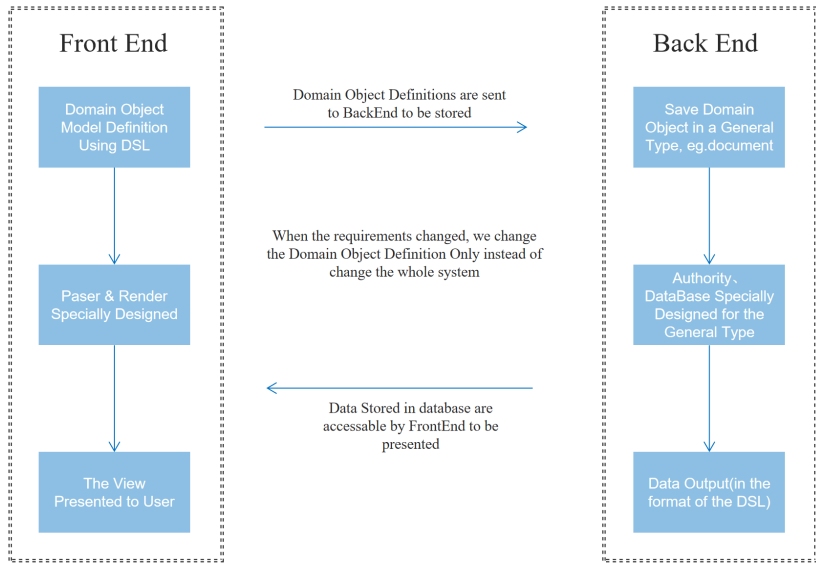 Front End
Domain Object
Model Definition
Using DSL
Paser & Render
Specially Designed
The View
Presented to User
Domain Object Definitions are sent
to BackEnd to be stored
When the requirements changed, we change
the Domain Object Definition Only instead of
change the whole system
Data Stored in database are
accessable by FrontEnd to be
presented
Back End
Save Domain
Object in a General
Type, eg.document
Authority、
DataBase Specially
Designed for the
General Type
Data Output(in the
format of the DSL)